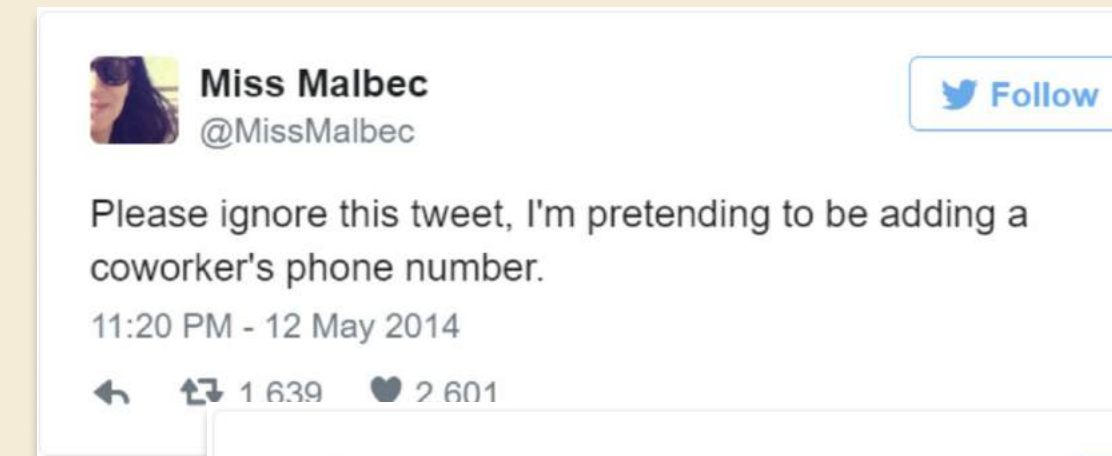 Miss Malbec
@MissMalbec
Follow
Please ignore this tweet, I'm pretending to be adding a
coworker's phone number.
11:20 PM - 12 May 2014
1 639 2 601